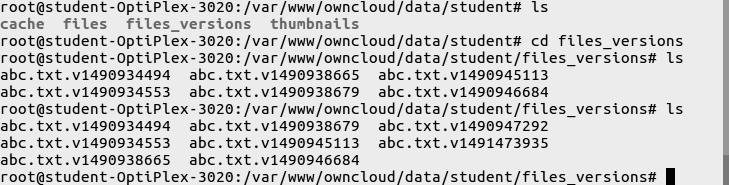 root@student-OptiPlex-3020:/var/www/owncloud/data/student# ls
cache  files  files_versions  thumbnails
root@student-OptiPlex-3020:/var/www/owncloud/data/student# cd files_versions
root@student-OptiPlex-3020:/var/www/owncloud/data/student/files_versions# ls
abc.txt.v1490934494  abc.txt.v1490938665  abc.txt.v1490945113
abc.txt.v1490934553  abc.txt.v1490938679  abc.txt.v1490946684
root@student-OptiPlex-3020:/var/www/owncloud/data/student/files_versions# ls
abc.txt.v1490934494  abc.txt.v1490938679  abc.txt.v1490947292
abc.txt.v1490934553  abc.txt.v1490945113  abc.txt.v1491473935
abc.txt.v1490938665  abc.txt.v1490946684
root@student-OptiPlex-3020:/var/www/owncloud/data/student/files_versions#